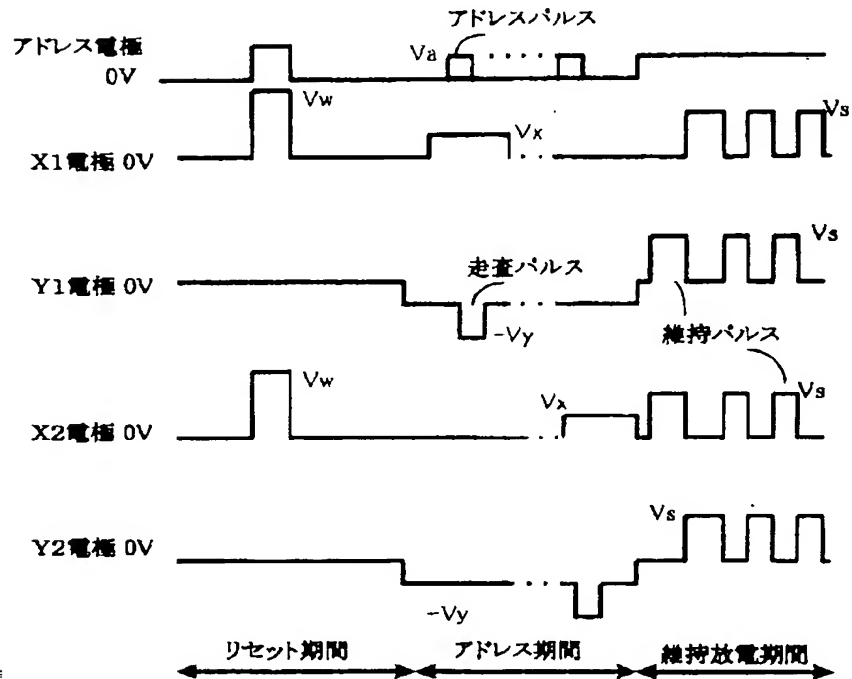 アドレスパルス
アドレス電極
0V
Va
Vw
Vs
Vx
X1電極 0V
Vs
走査パルス
Y1電極 0V
-Vy
維持パルス
Vw
Vx
Vs
X2電極 0V
Vs
Y2電極 0V
-Vy
リセット期間
アドレス期間
維持放電期間